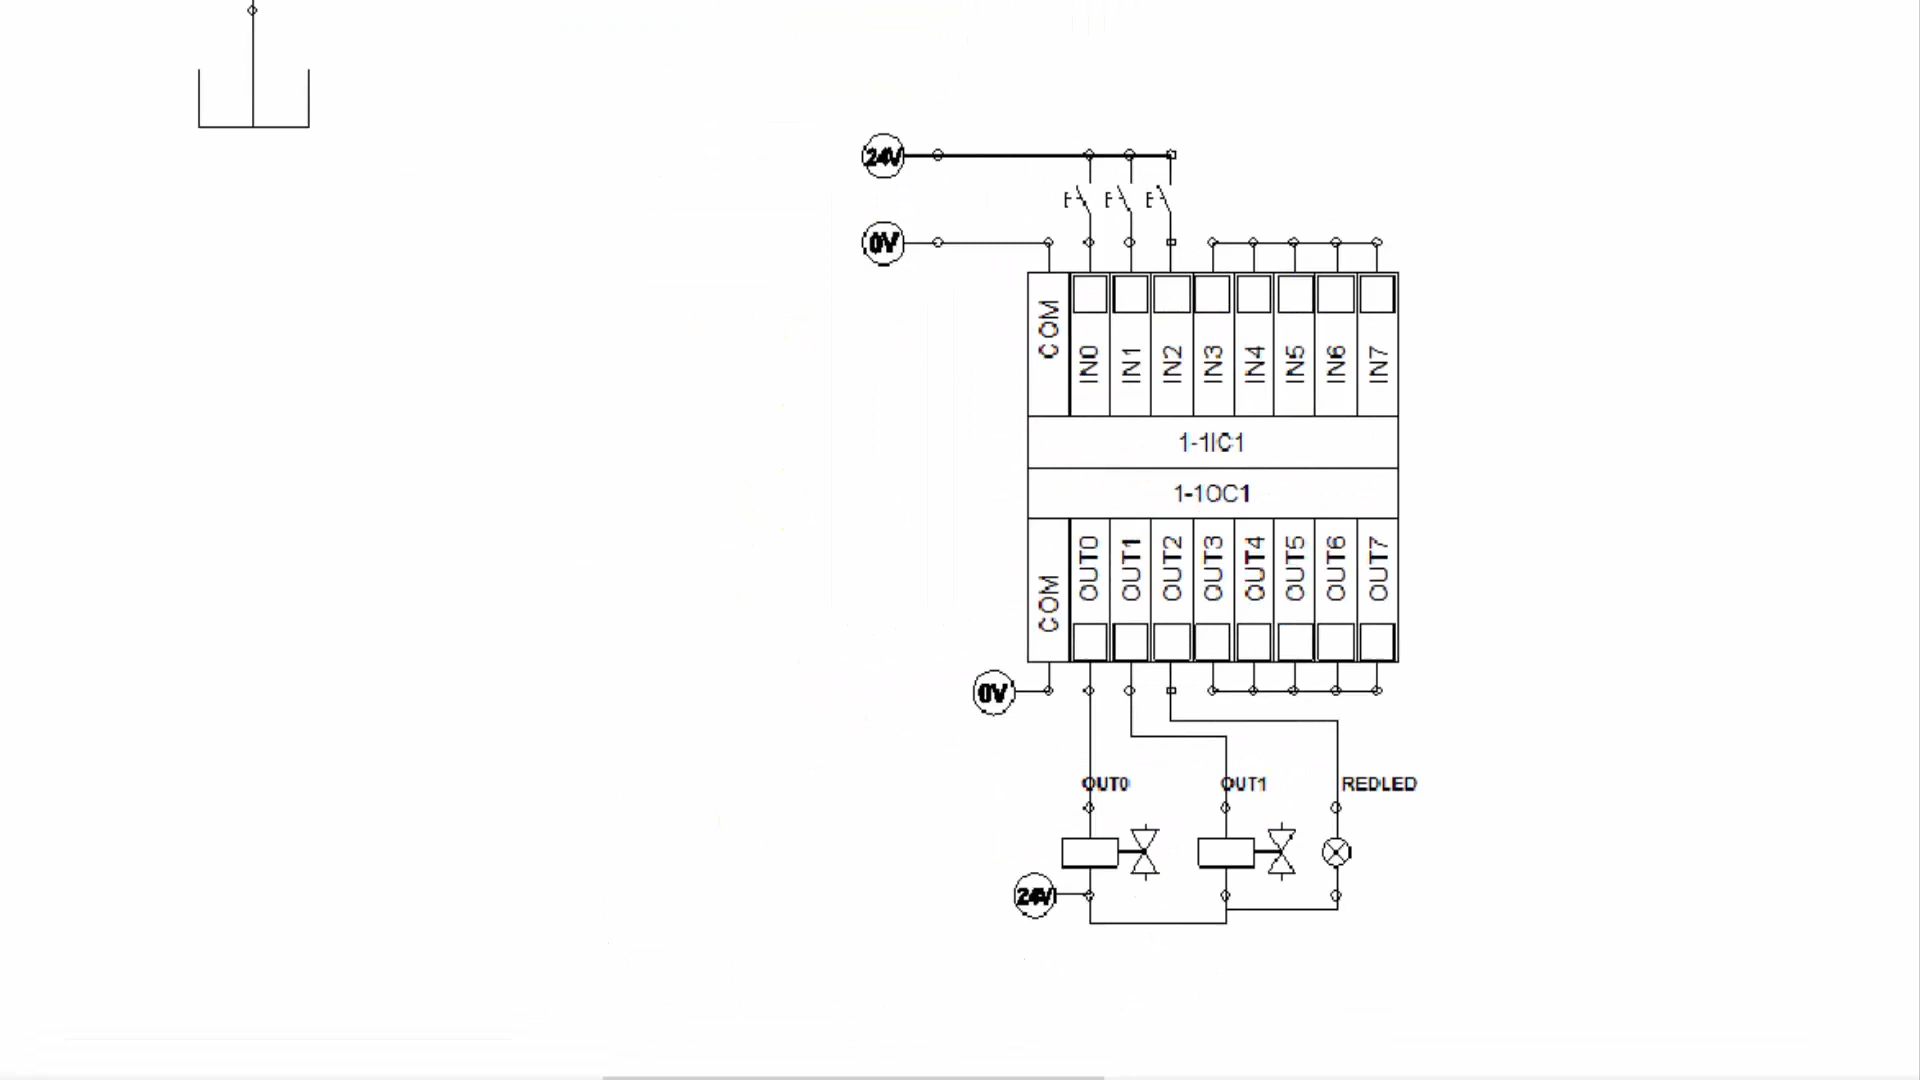 24V
E E E
0V
COM IN0 IN1 IN2 IN3 IN4 IN5 IN6 IN7
1-1IC1
1-1OC1
COM OUT0 OUT1 OUT2 OUT3 OUT4 OUT5 OUT6 OUT7
0V
OUT0 OUT1 REDLED
24V